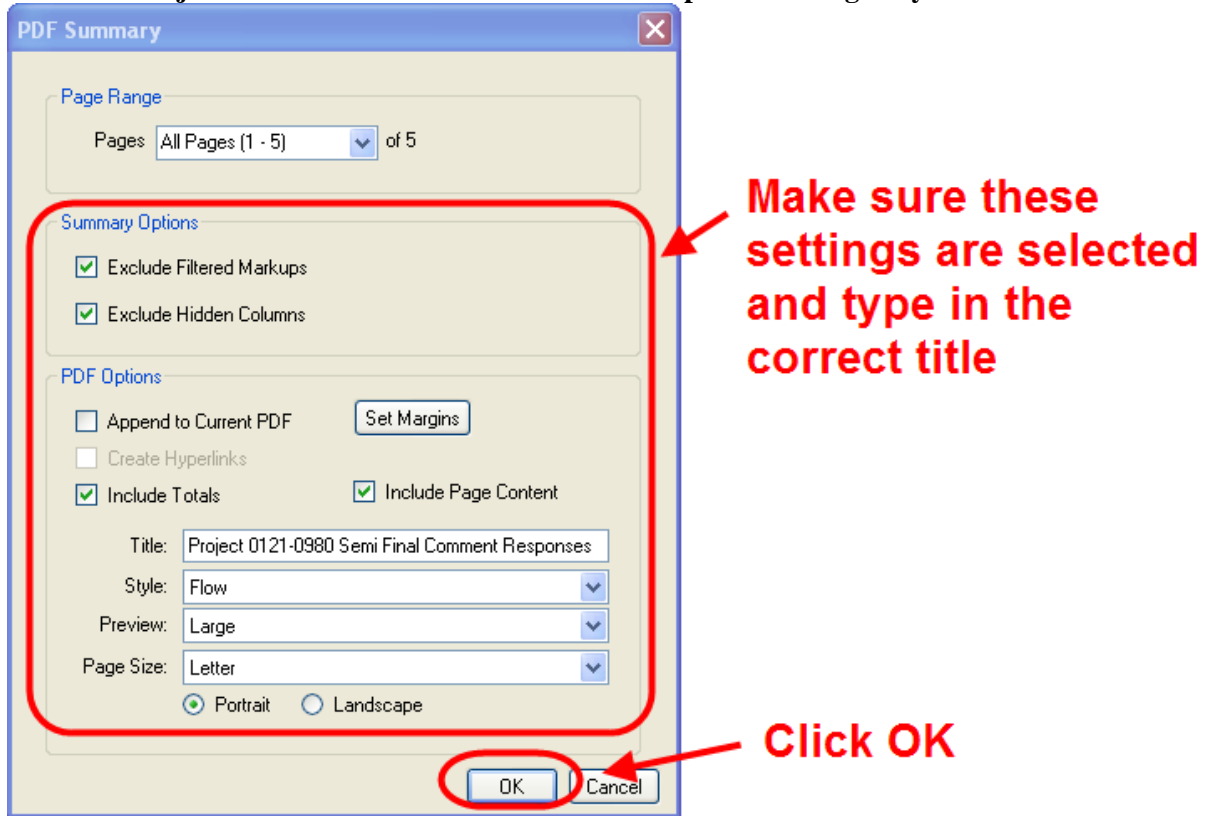 PDF Summary
Page Range
Pages All Pages (1 - 5) of 5
Summary Options
Exclude Filtered Markups
Exclude Hidden Columns
PDF Options
Append to Current PDF Set Margins
Create Hyperlinks
Include Totals Include Page Content
Title: Project 0121-0980 Semi Final Comment Responses
Style: Flow
Preview: Large
Page Size: Letter
Portrait Landscape
OK Cancel
Make sure these
settings are selected
and type in the
correct title
Click OK